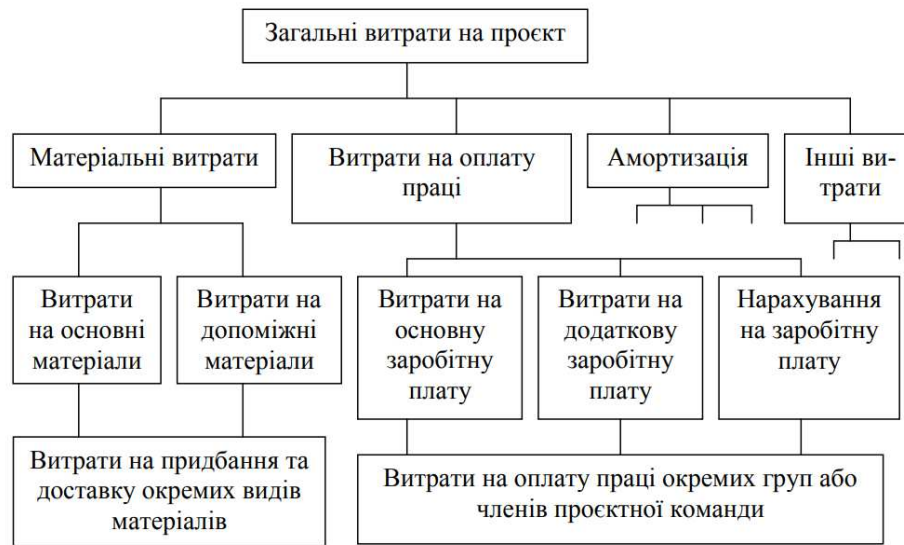 Загальні витрати на проєкт
Матеріальні витрати
Витрати на оплату
праці
Амортизація
Інші ви-
трати
Витрати
на основні
матеріали
Витрати на
допоміжні
матеріали
Витрати на
основну
заробітну
плату
Витрати на
додаткову
заробітну
плату
Нарахування
на заробітну
плату
Витрати на придбання та
доставку окремих видів
матеріалів
Витрати на оплату праці окремих груп або
членів проєктної команди